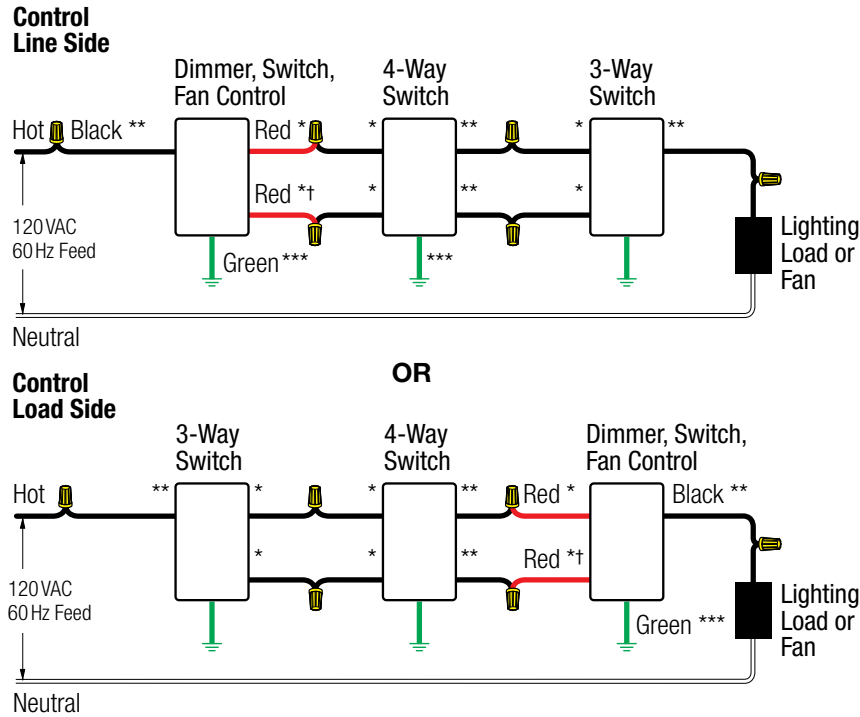 Control
Line Side
Dimmer, Switch,
Fan Control
4-Way
Switch
3-Way
Switch
Hot
Black **
Red *
*
**
*
**
Red *†
*
**
*
120 VAC
60 Hz Feed
Green ***
***
Lighting
Load or
Fan
Neutral
OR
Control
Load Side
3-Way
Switch
4-Way
Switch
Dimmer, Switch,
Fan Control
Hot
**
*
*
**
Red *
Black **
*
*
**
Red *†
120 VAC
60 Hz Feed
Green ***
Lighting
Load or
Fan
Neutral